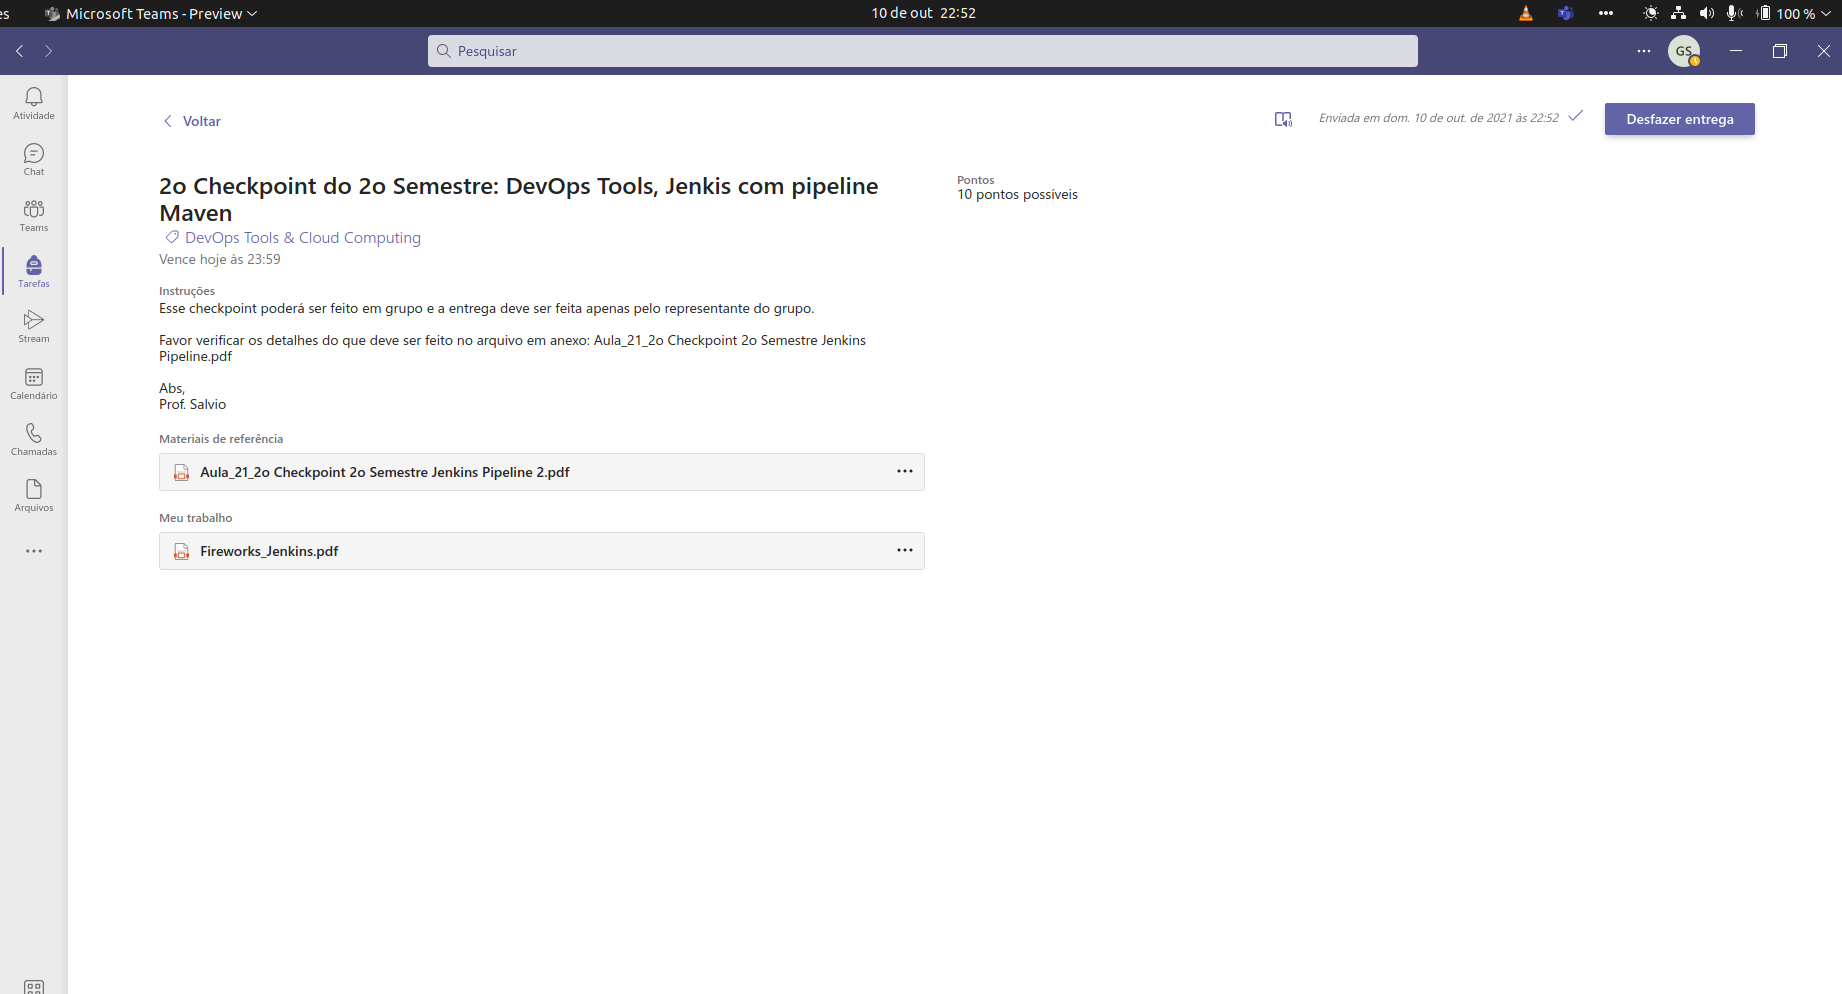 es
Microsoft Teams - Preview
10 de out 22:52
100 %
Pesquisar
GS
Atividade
Chat
Teams
Tarefas
Stream
Calendário
Chamadas
Arquivos
Voltar
Enviada em dom. 10 de out. de 2021 às 22:52
Desfazer entrega
2o Checkpoint do 2o Semestre: DevOps Tools, Jenkis com pipeline
Maven
DevOps Tools & Cloud Computing
Vence hoje às 23:59
Pontos
10 pontos possíveis
Instruções
Esse checkpoint poderá ser feito em grupo e a entrega deve ser feita apenas pelo representante do grupo.
Favor verificar os detalhes do que deve ser feito no arquivo em anexo: Aula_21_2o Checkpoint 2o Semestre Jenkins
Pipeline.pdf
Abs,
Prof. Salvio
Materiais de referência
Aula_21_2o Checkpoint 2o Semestre Jenkins Pipeline 2.pdf
Meu trabalho
Fireworks_Jenkins.pdf